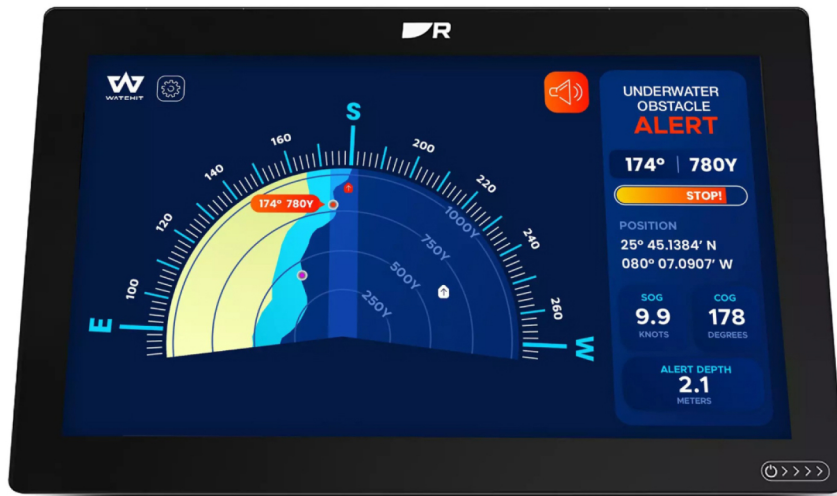 R
WATCHIT
UNDERWATER
OBSTACLE
ALERT
174° | 780Y
STOP!
POSITION
25° 45.1384' N
080° 07.0907' W
SOG
9.9
KNOTS
COG
178
DEGREES
ALERT DEPTH
2.1
METERS
E
100
120
140
160
S
200
220
240
260
W
174° 780Y
1000Y
750Y
500Y
250Y